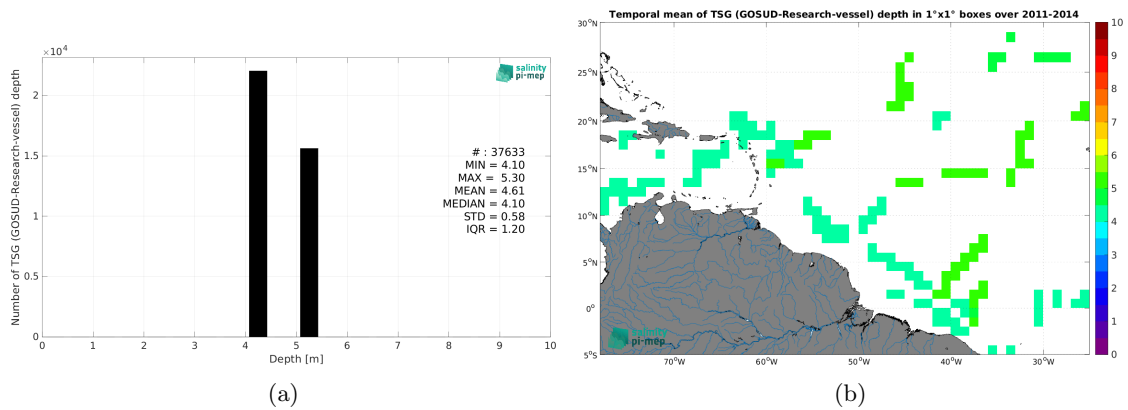 ×10⁴
2
1.5
1
0.5
0
Number of TSG (GOSUD-Research-vessel) depth
0 1 2 3 4 5 6 7 8 9 10
Depth [m]
salinity
pi-mep
# : 37633
MIN = 4.10
MAX = 5.30
MEAN = 4.61
MEDIAN = 4.10
STD = 0.58
IQR = 1.20
(a)
Temporal mean of TSG (GOSUD-Research-vessel) depth in 1°x1° boxes over 2011-2014
30°N
25°N
20°N
15°N
10°N
5°N
0°
5°S
70°W 60°W 50°W 40°W 30°W
salinity
pi-mep
10
9
8
7
6
5
4
3
2
1
0
(b)